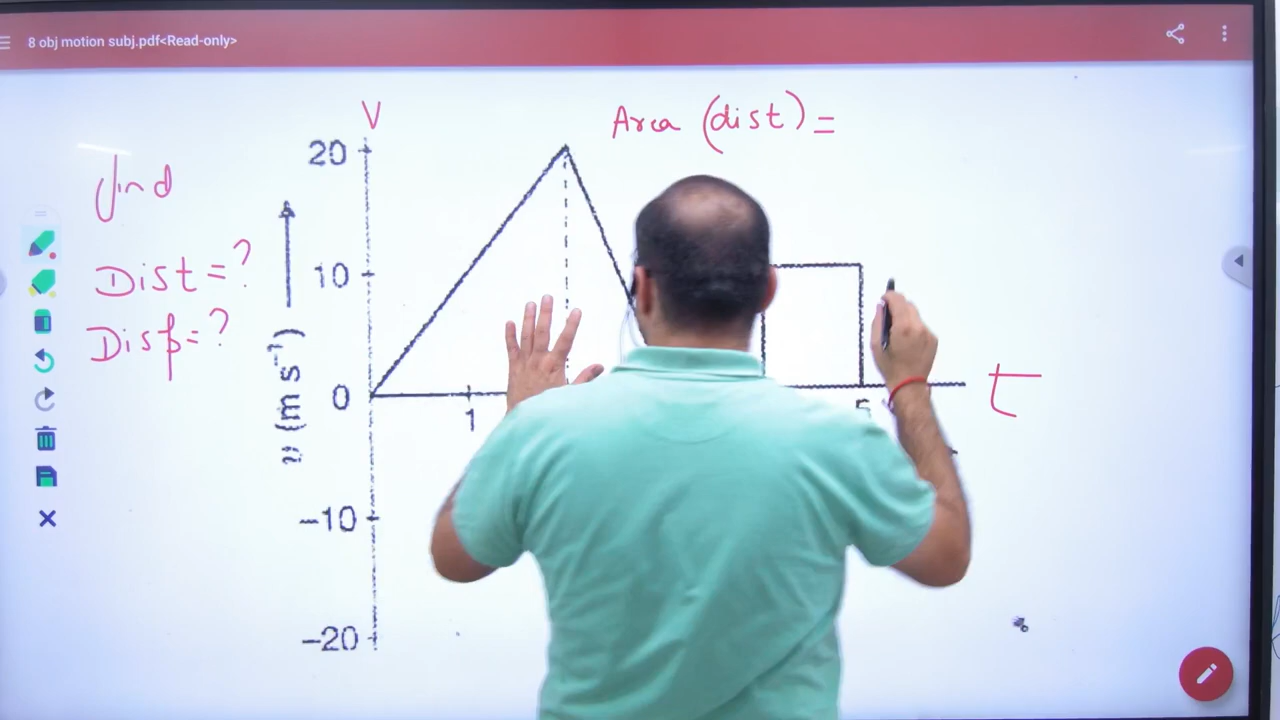 8 obj motion subj.pdf<Read-only>
V
Area (dist) =
20
find
Dist = ?
10
Disp = ?
v (m s⁻¹)
0
1
5
t
-10
-20